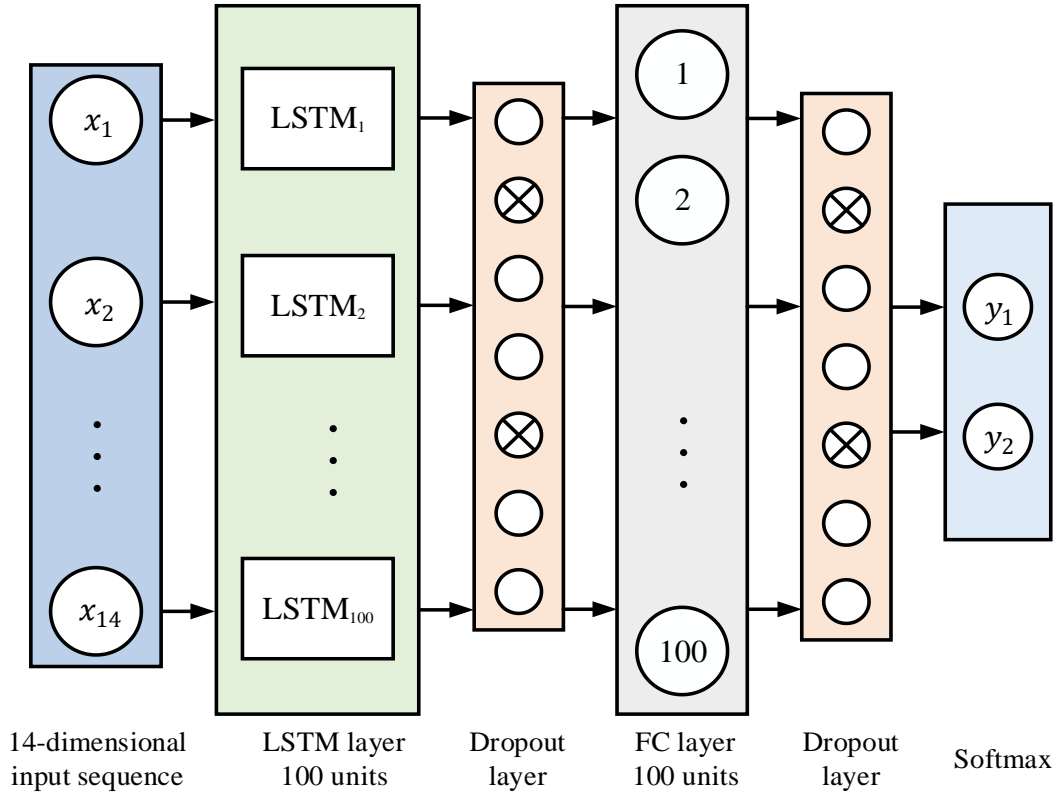 x₁
x₂
x₁₄
LSTM₁
LSTM₂
LSTM₁₀₀
1
2
100
y₁
y₂
14-dimensional
input sequence
LSTM layer
100 units
Dropout
layer
FC layer
100 units
Dropout
layer
Softmax